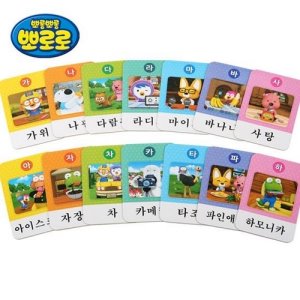 뽀롱뽀롱
뽀로로
가 나 다 라 마 바 사
가위 다람 라디 마이 바나 사탕
아 자 차 카 타 파 하
아이스 자장 차 카메 타조 파인애 하모니카